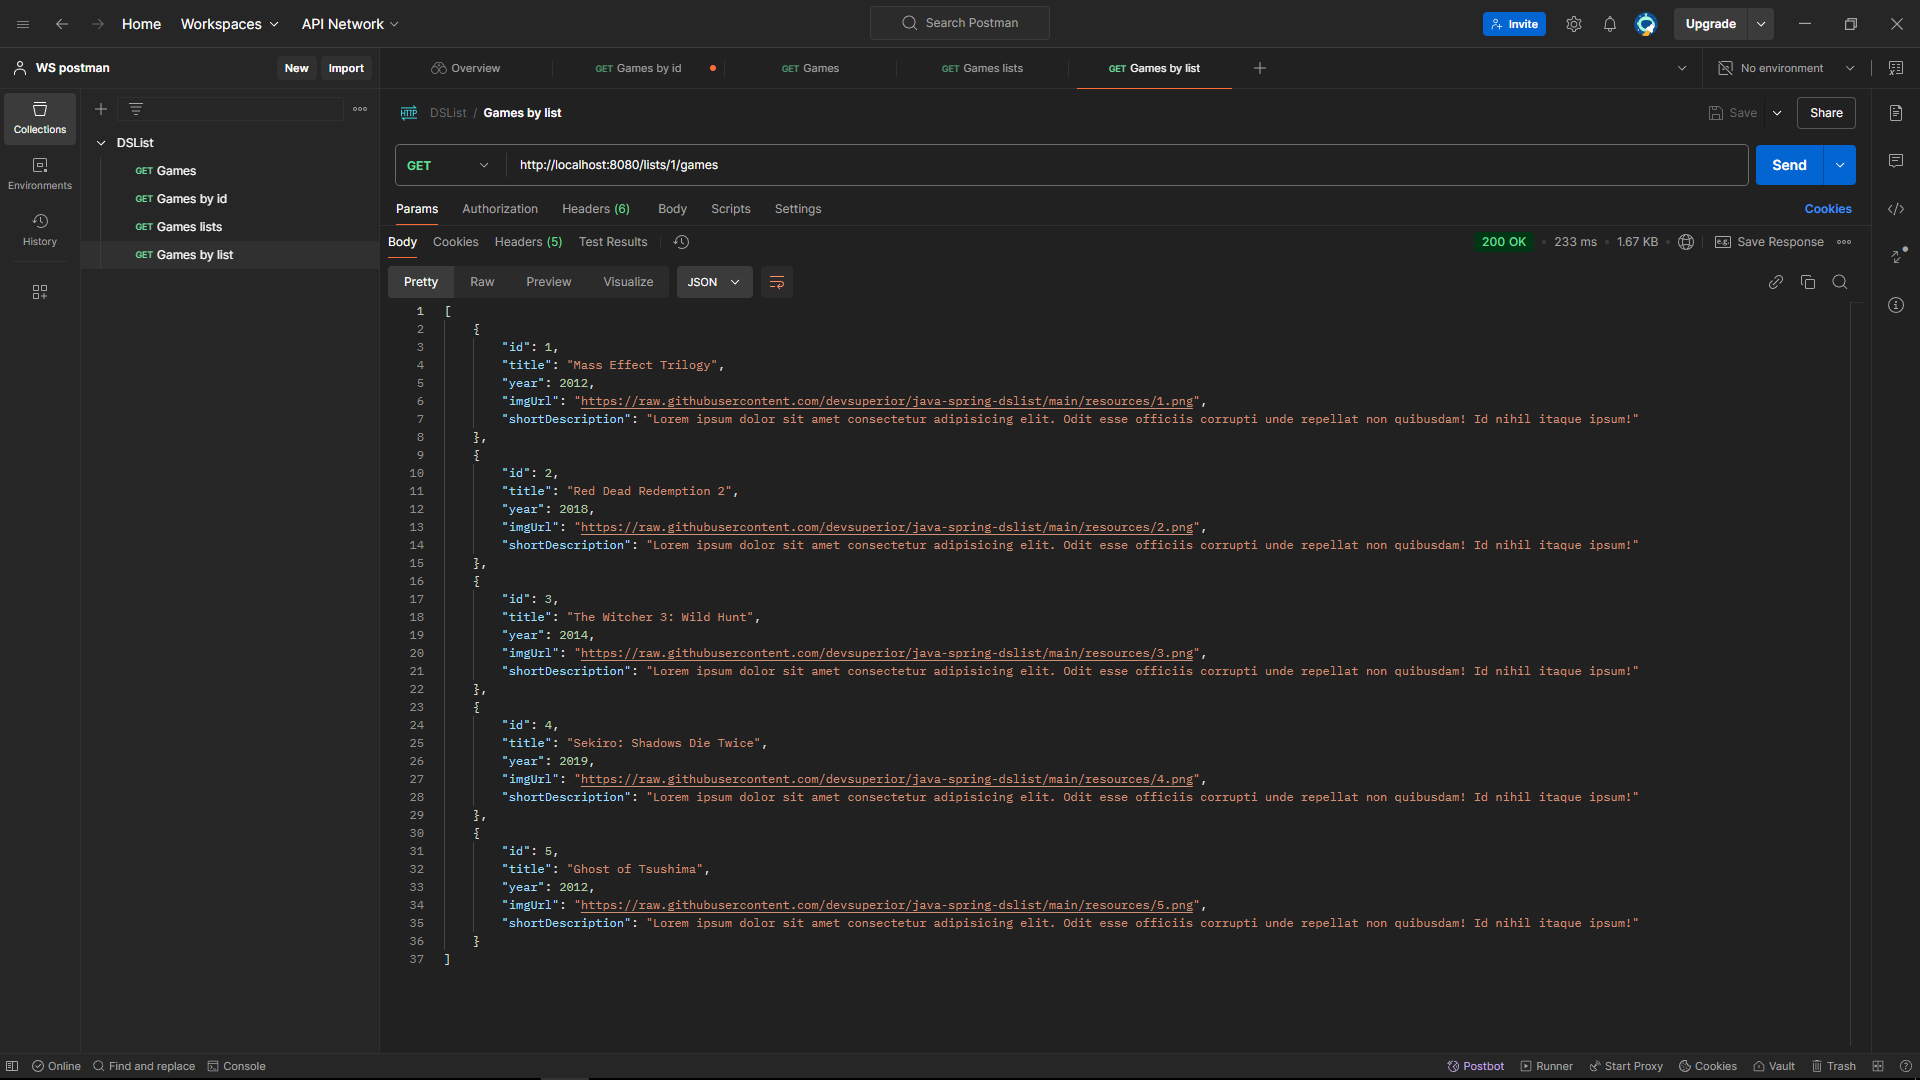 Home Workspaces API Network Search Postman Invite Upgrade
WS postman New Import Overview GET Games by id GET Games GET Games lists GET Games by list No environment
Collections
Environments
History
DSList
GET Games
GET Games by id
GET Games lists
GET Games by list
HTTP DSList / Games by list Save Share
GET http://localhost:8080/lists/1/games Send
Params Authorization Headers (6) Body Scripts Settings Cookies
Body Cookies Headers (5) Test Results 200 OK • 233 ms • 1.67 KB • e.g. Save Response
Pretty Raw Preview Visualize JSON
1 [
2 {
3 "id": 1,
4 "title": "Mass Effect Trilogy",
5 "year": 2012,
6 "imgUrl": "https://raw.githubusercontent.com/devsuperior/java-spring-dslist/main/resources/1.png",
7 "shortDescription": "Lorem ipsum dolor sit amet consectetur adipisicing elit. Odit esse officiis corrupti unde repellat non quibusdam! Id nihil itaque ipsum!"
8 },
9 {
10 "id": 2,
11 "title": "Red Dead Redemption 2",
12 "year": 2018,
13 "imgUrl": "https://raw.githubusercontent.com/devsuperior/java-spring-dslist/main/resources/2.png",
14 "shortDescription": "Lorem ipsum dolor sit amet consectetur adipisicing elit. Odit esse officiis corrupti unde repellat non quibusdam! Id nihil itaque ipsum!"
15 },
16 {
17 "id": 3,
18 "title": "The Witcher 3: Wild Hunt",
19 "year": 2014,
20 "imgUrl": "https://raw.githubusercontent.com/devsuperior/java-spring-dslist/main/resources/3.png",
21 "shortDescription": "Lorem ipsum dolor sit amet consectetur adipisicing elit. Odit esse officiis corrupti unde repellat non quibusdam! Id nihil itaque ipsum!"
22 },
23 {
24 "id": 4,
25 "title": "Sekiro: Shadows Die Twice",
26 "year": 2019,
27 "imgUrl": "https://raw.githubusercontent.com/devsuperior/java-spring-dslist/main/resources/4.png",
28 "shortDescription": "Lorem ipsum dolor sit amet consectetur adipisicing elit. Odit esse officiis corrupti unde repellat non quibusdam! Id nihil itaque ipsum!"
29 },
30 {
31 "id": 5,
32 "title": "Ghost of Tsushima",
33 "year": 2012,
34 "imgUrl": "https://raw.githubusercontent.com/devsuperior/java-spring-dslist/main/resources/5.png",
35 "shortDescription": "Lorem ipsum dolor sit amet consectetur adipisicing elit. Odit esse officiis corrupti unde repellat non quibusdam! Id nihil itaque ipsum!"
36 }
37 ]
Online Find and replace Console Postbot Runner Start Proxy Cookies Vault Trash